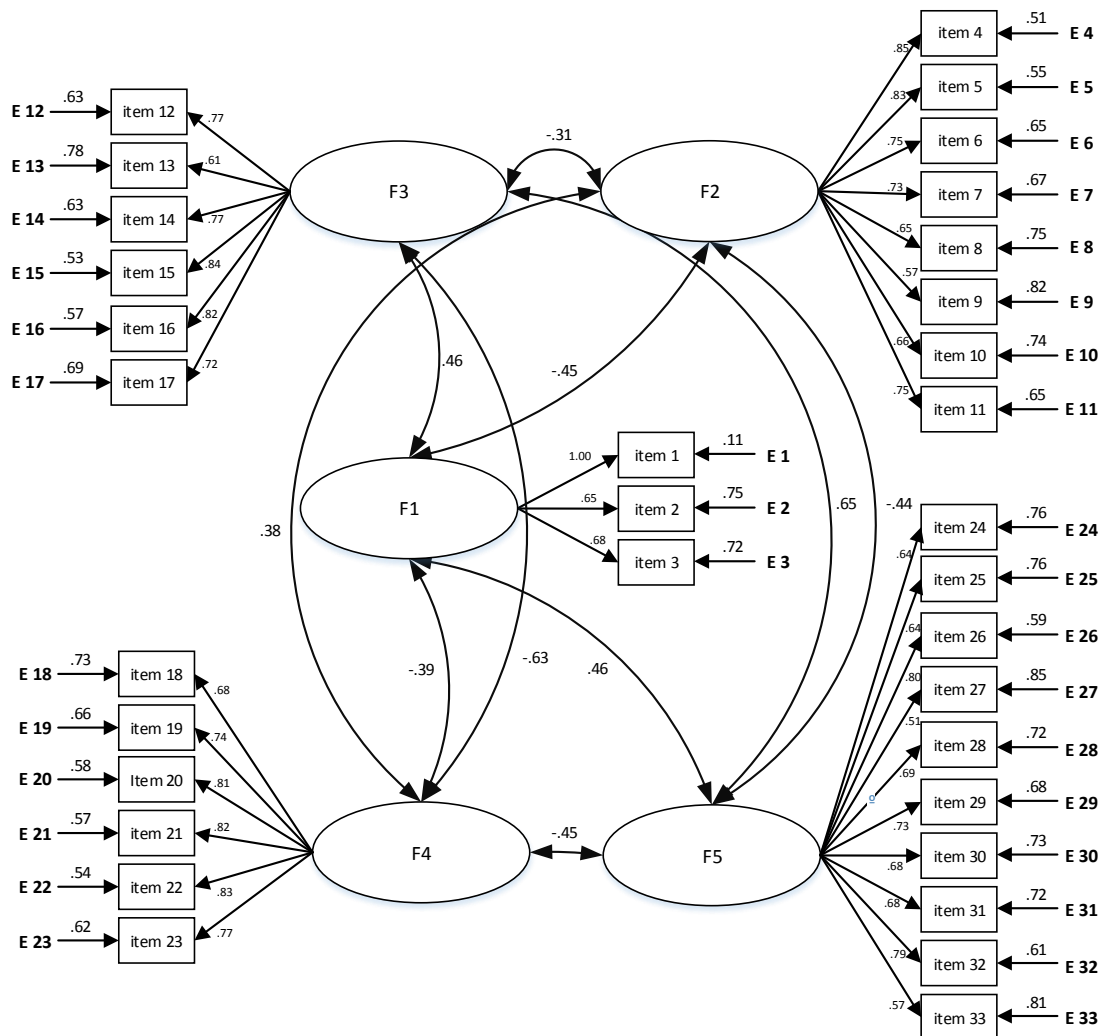 .85 item 4 .51 E 4
.83 item 5 .55 E 5
.75 item 6 .65 E 6
.73 item 7 .67 E 7
.65 item 8 .75 E 8
.57 item 9 .82 E 9
.66 item 10 .74 E 10
.75 item 11 .65 E 11
E 12 .63 item 12 .77
E 13 .78 item 13 .61
E 14 .63 item 14 .77
E 15 .53 item 15 .84
E 16 .57 item 16 .82
E 17 .69 item 17 .72
-.31
F3
F2
.46
-.45
F1
1.00 item 1 .11 E 1
.65 item 2 .75 E 2
.68 item 3 .72 E 3
.38
.65
-.44
-.39
-.63
.46
E 18 .73 item 18 .68
E 19 .66 item 19 .74
E 20 .58 Item 20 .81
E 21 .57 item 21 .82
E 22 .54 item 22 .83
E 23 .62 item 23 .77
F4
-.45
F5
.64 item 24 .76 E 24
.64 item 25 .76 E 25
.80 item 26 .59 E 26
.51 item 27 .85 E 27
.69 item 28 .72 E 28
o
.73 item 29 .68 E 29
.68 item 30 .73 E 30
.68 item 31 .72 E 31
.79 item 32 .61 E 32
.57 item 33 .81 E 33